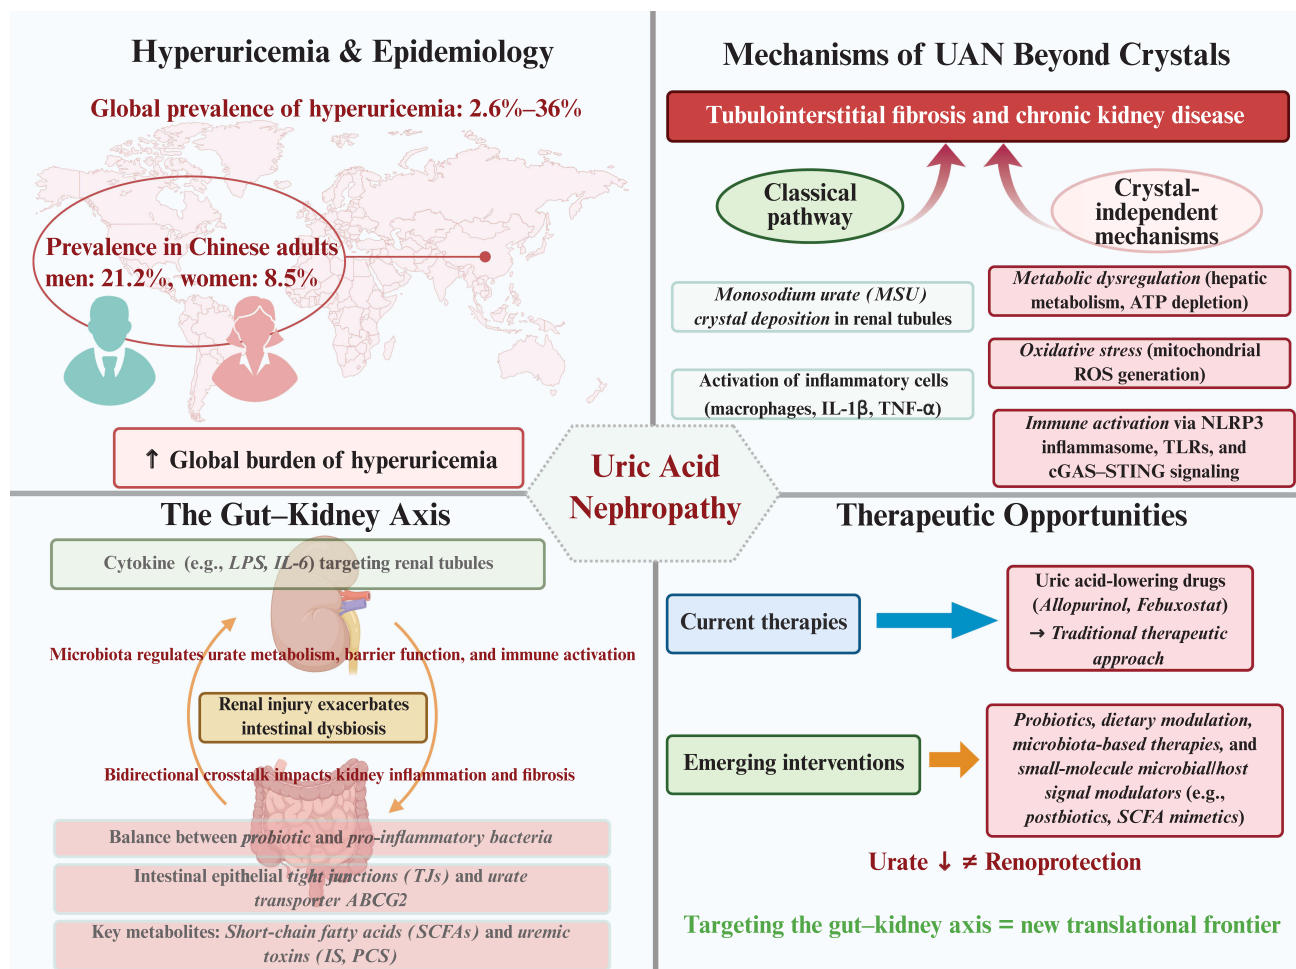 Hyperuricemia & Epidemiology
Global prevalence of hyperuricemia: 2.6%–36%
Prevalence in Chinese adults
men: 21.2%, women: 8.5%
↑ Global burden of hyperuricemia
Mechanisms of UAN Beyond Crystals
Tubulointerstitial fibrosis and chronic kidney disease
Classical
pathway
Crystal-
independent
mechanisms
Monosodium urate (MSU)
crystal deposition in renal tubules
Activation of inflammatory cells
(macrophages, IL-1β, TNF-α)
Metabolic dysregulation (hepatic
metabolism, ATP depletion)
Oxidative stress (mitochondrial
ROS generation)
Immune activation via NLRP3
inflammasome, TLRs, and
cGAS–STING signaling
Uric Acid
Nephropathy
The Gut–Kidney Axis
Cytokine (e.g., LPS, IL-6) targeting renal tubules
Microbiota regulates urate metabolism, barrier function, and immune activation
Renal injury exacerbates
intestinal dysbiosis
Bidirectional crosstalk impacts kidney inflammation and fibrosis
Balance between probiotic and pro-inflammatory bacteria
Intestinal epithelial tight junctions (TJs) and urate
transporter ABCG2
Key metabolites: Short-chain fatty acids (SCFAs) and uremic
toxins (IS, PCS)
Therapeutic Opportunities
Current therapies
Uric acid-lowering drugs
(Allopurinol, Febuxostat)
→ Traditional therapeutic
approach
Emerging interventions
Probiotics, dietary modulation,
microbiota-based therapies, and
small-molecule microbial/host
signal modulators (e.g.,
postbiotics, SCFA mimetics)
Urate ↓ ≠ Renoprotection
Targeting the gut–kidney axis = new translational frontier